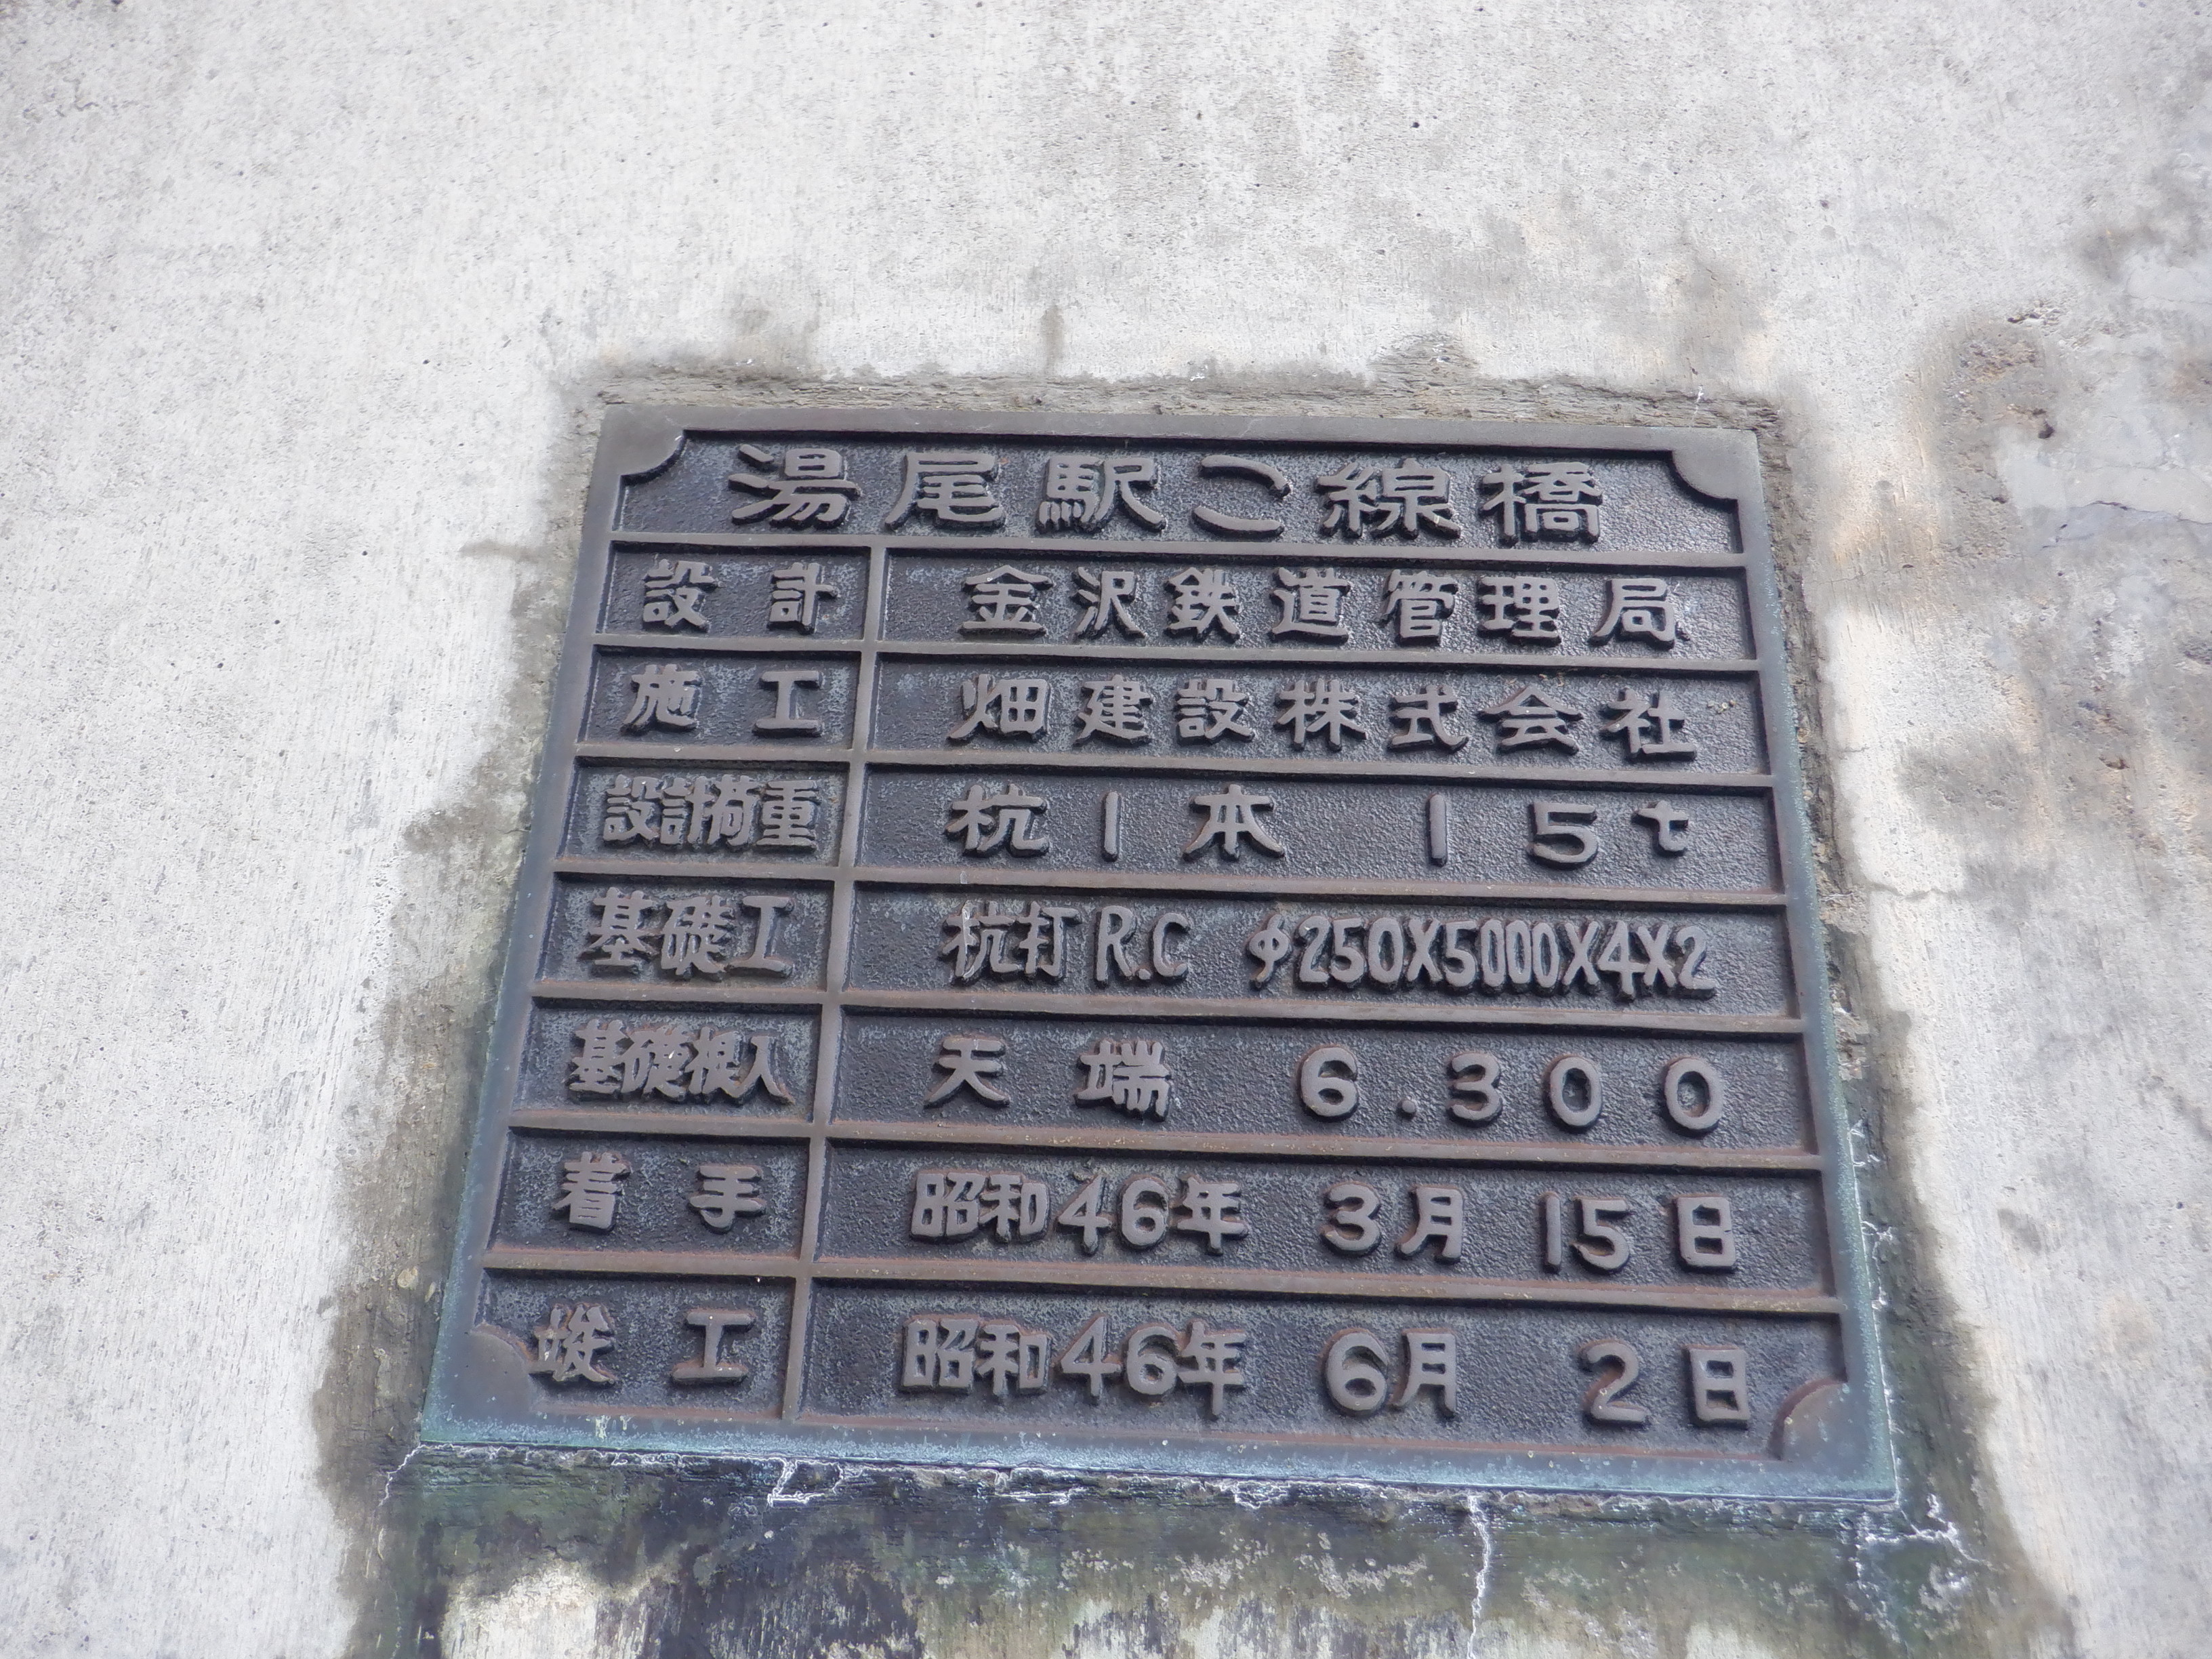 湯尾駅こ線橋
設計 金沢鉄道管理局
施工 畑建設株式会社
設計荷重 杭1本 15t
基礎工 杭打R.C φ250X5000X4X2
基礎根入 天端 6.300
着手 昭和46年 3月 15日
竣工 昭和46年 6月 2日